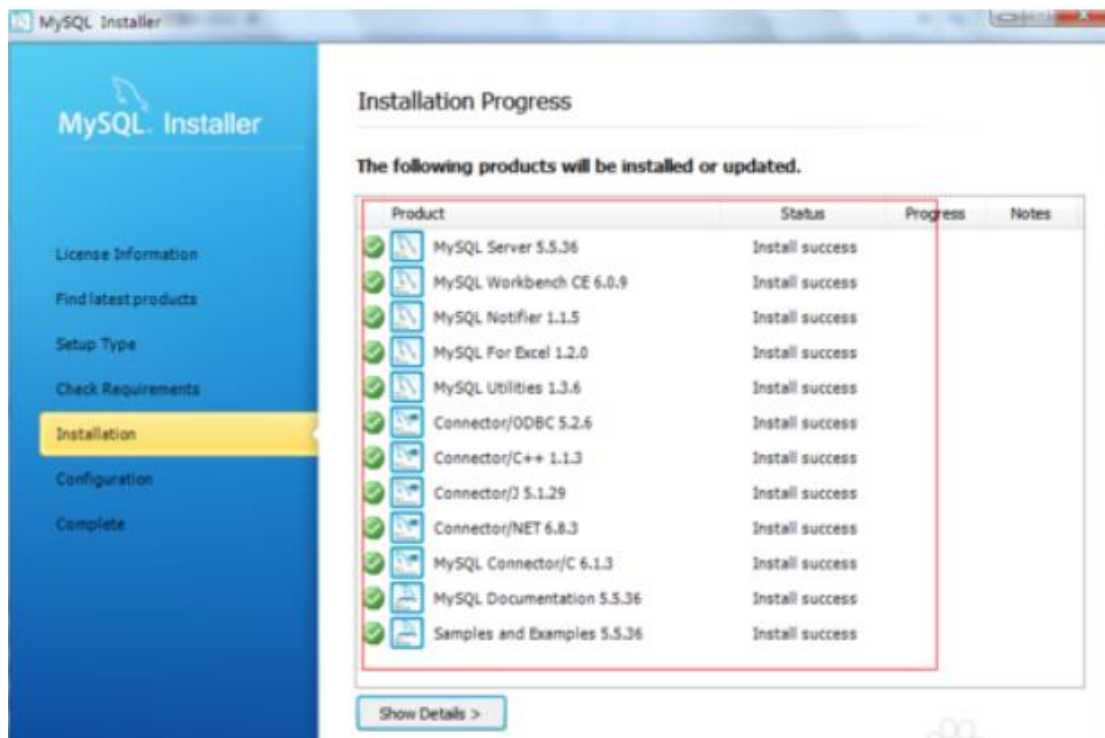 MySQL Installer
MySQL. Installer
License Information
Find latest products
Setup Type
Check Requirements
Installation
Configuration
Complete
Installation Progress
The following products will be installed or updated.
Product Status Progress Notes
MySQL Server 5.5.36 Install success
MySQL Workbench CE 6.0.9 Install success
MySQL Notifier 1.1.5 Install success
MySQL For Excel 1.2.0 Install success
MySQL Utilities 1.3.6 Install success
Connector/ODBC 5.2.6 Install success
Connector/C++ 1.1.3 Install success
Connector/J 5.1.29 Install success
Connector/NET 6.8.3 Install success
MySQL Connector/C 6.1.3 Install success
MySQL Documentation 5.5.36 Install success
Samples and Examples 5.5.36 Install success
Show Details >